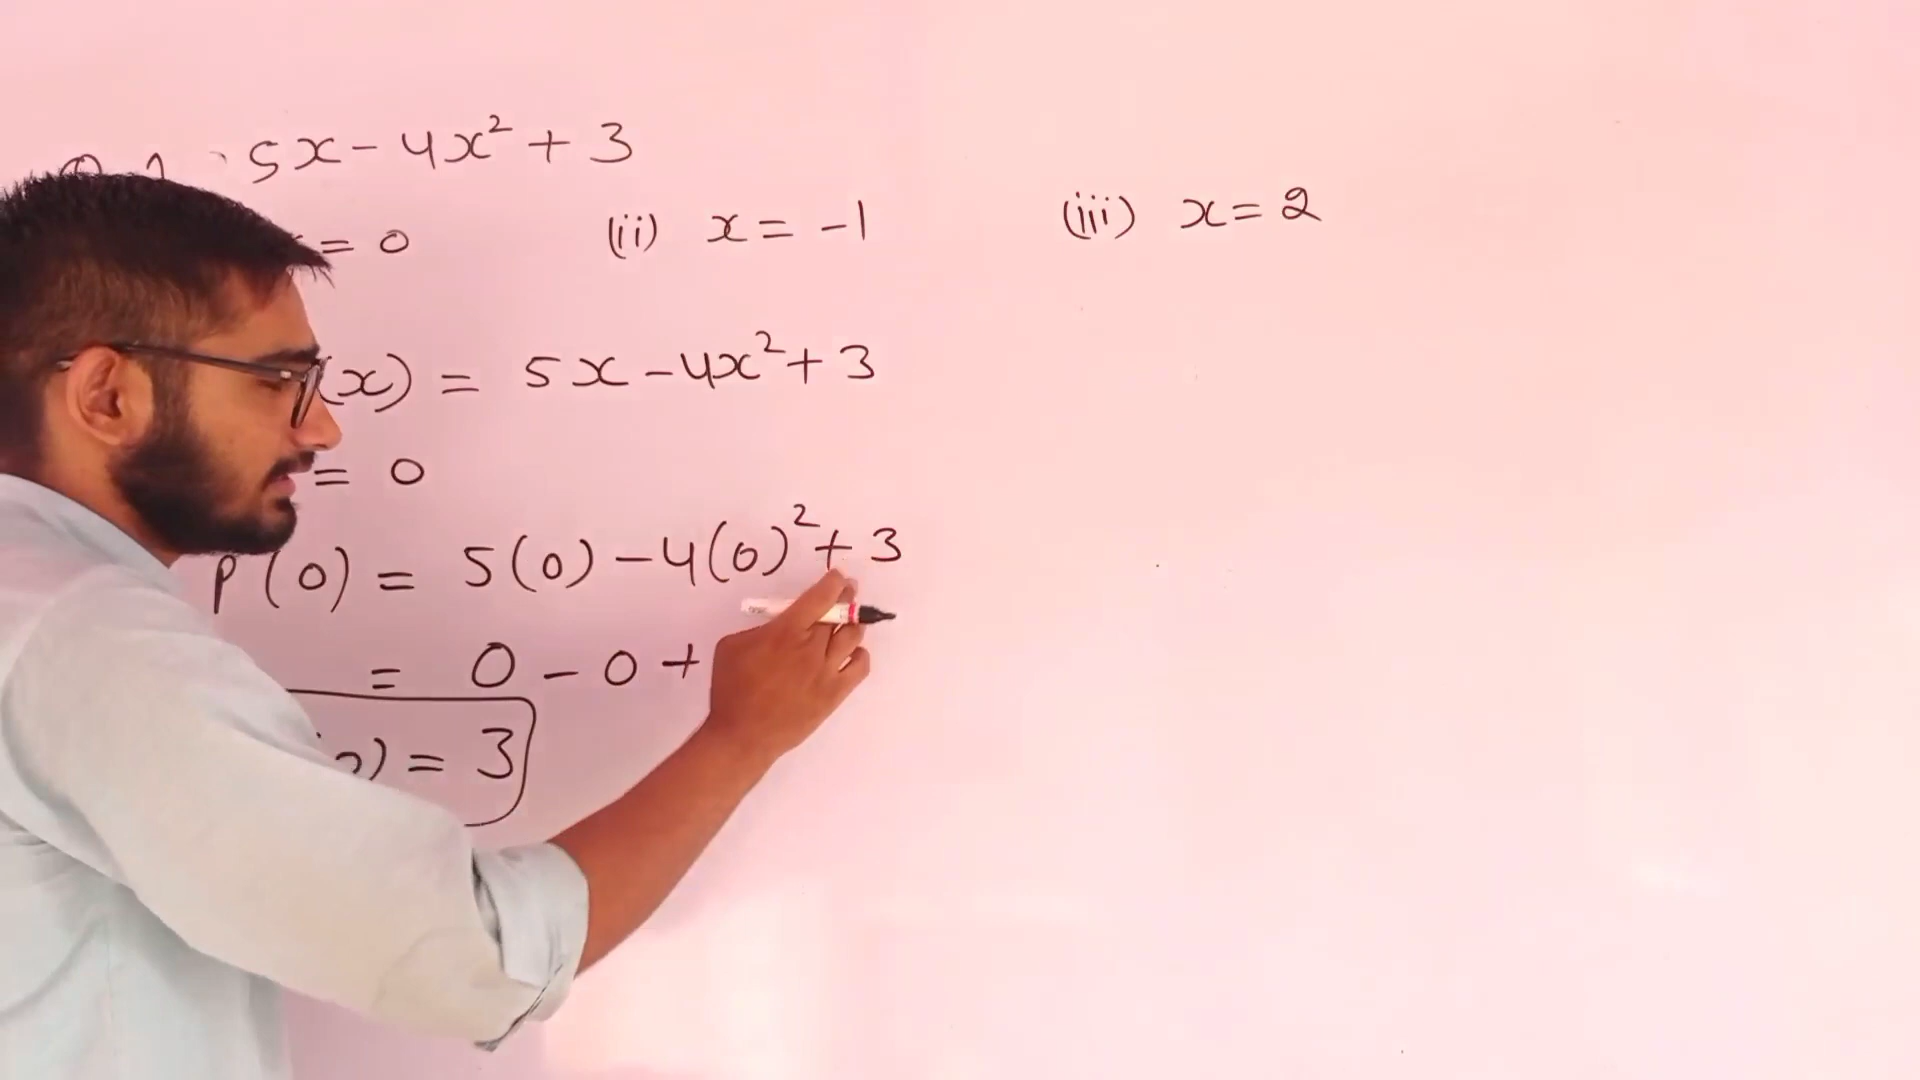 5x - 4x² + 3
= 0 (ii) x = -1 (iii) x = 2
(x) = 5x - 4x² + 3
= 0
P(0) = 5(0) - 4(0)² + 3
= 0 - 0 +
) = 3